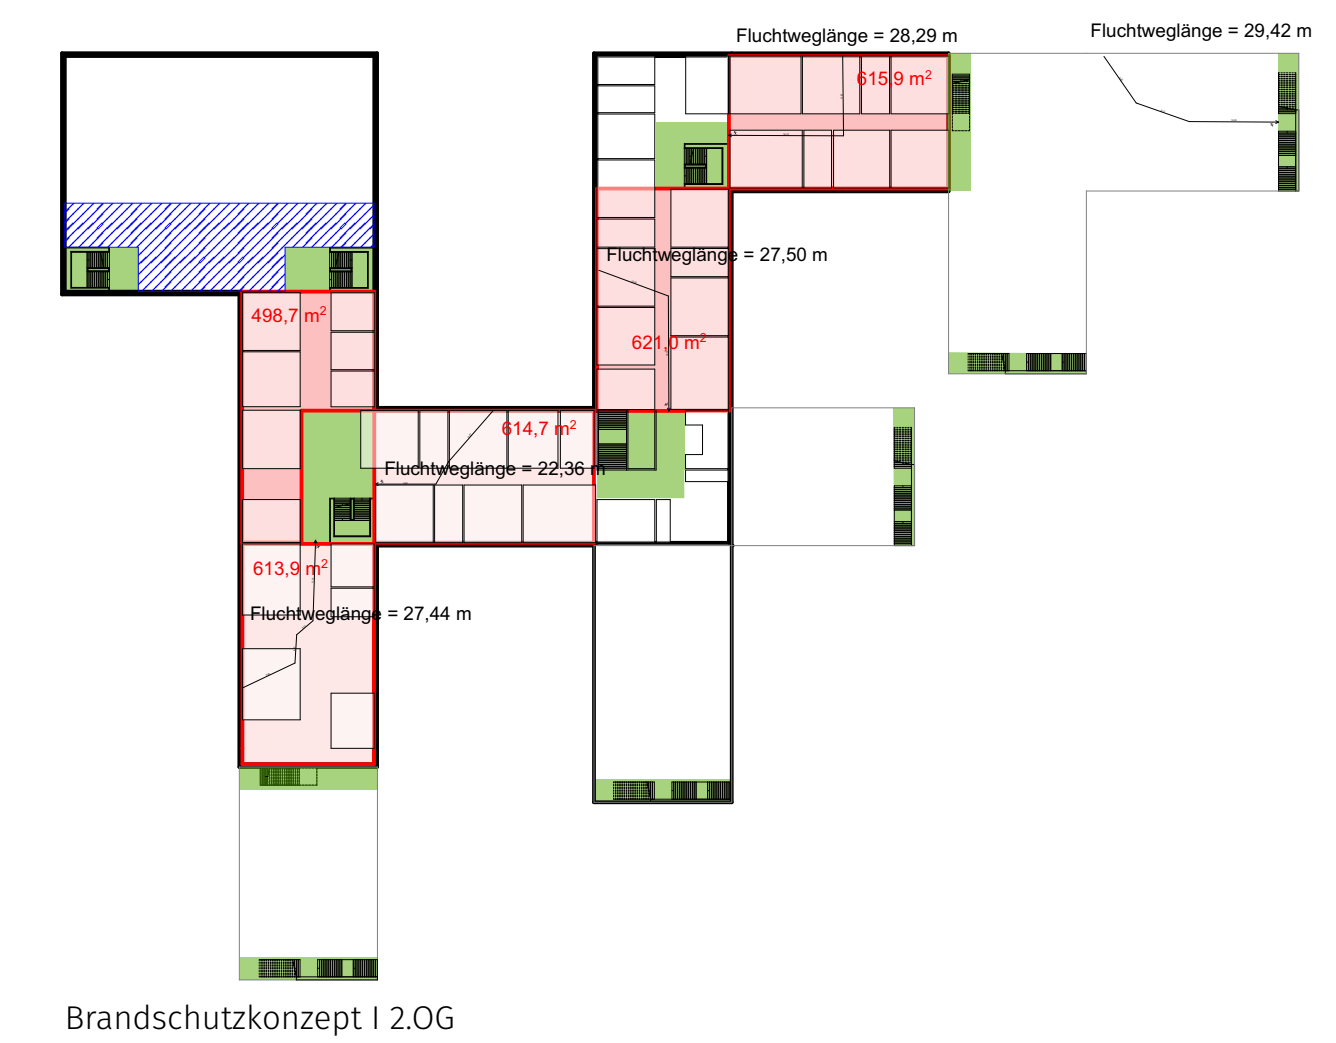 Fluchtweglänge = 28,29 m
Fluchtweglänge = 29,42 m
615,9 m²
Fluchtweglänge = 27,50 m
498,7 m²
621,0 m²
614,7 m²
Fluchtweglänge = 22,36 m
613,9 m²
Fluchtweglänge = 27,44 m
Brandschutzkonzept I 2.OG